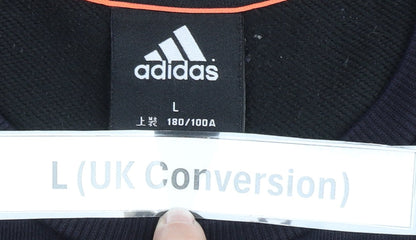 adidas
L
上装 180/100A
L (UK Conversion)